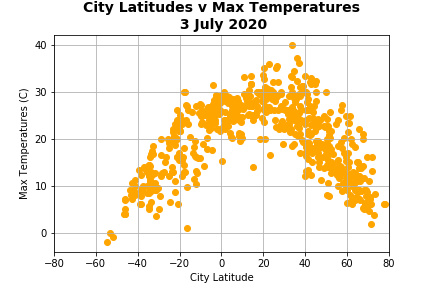 City Latitudes v Max Temperatures
3 July 2020
Max Temperatures (C)
40
30
20
10
0
−80 −60 −40 −20 0 20 40 60 80
City Latitude